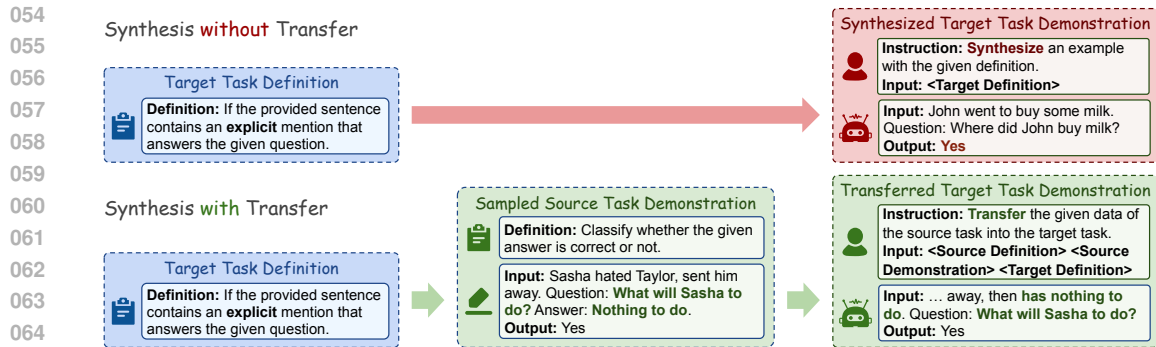 054
055
056
057
058
059
060
061
062
063
064
Synthesis without Transfer
Target Task Definition
Definition: If the provided sentence
contains an explicit mention that
answers the given question.
Synthesized Target Task Demonstration
Instruction: Synthesize an example
with the given definition.
Input: <Target Definition>
Input: John went to buy some milk.
Question: Where did John buy milk?
Output: Yes
Synthesis with Transfer
Target Task Definition
Definition: If the provided sentence
contains an explicit mention that
answers the given question.
Sampled Source Task Demonstration
Definition: Classify whether the given
answer is correct or not.
Input: Sasha hated Taylor, sent him
away. Question: What will Sasha to
do? Answer: Nothing to do.
Output: Yes
Transferred Target Task Demonstration
Instruction: Transfer the given data of
the source task into the target task.
Input: <Source Definition> <Source
Demonstration> <Target Definition>
Input: … away, then has nothing to
do. Question: What will Sasha to do?
Output: Yes